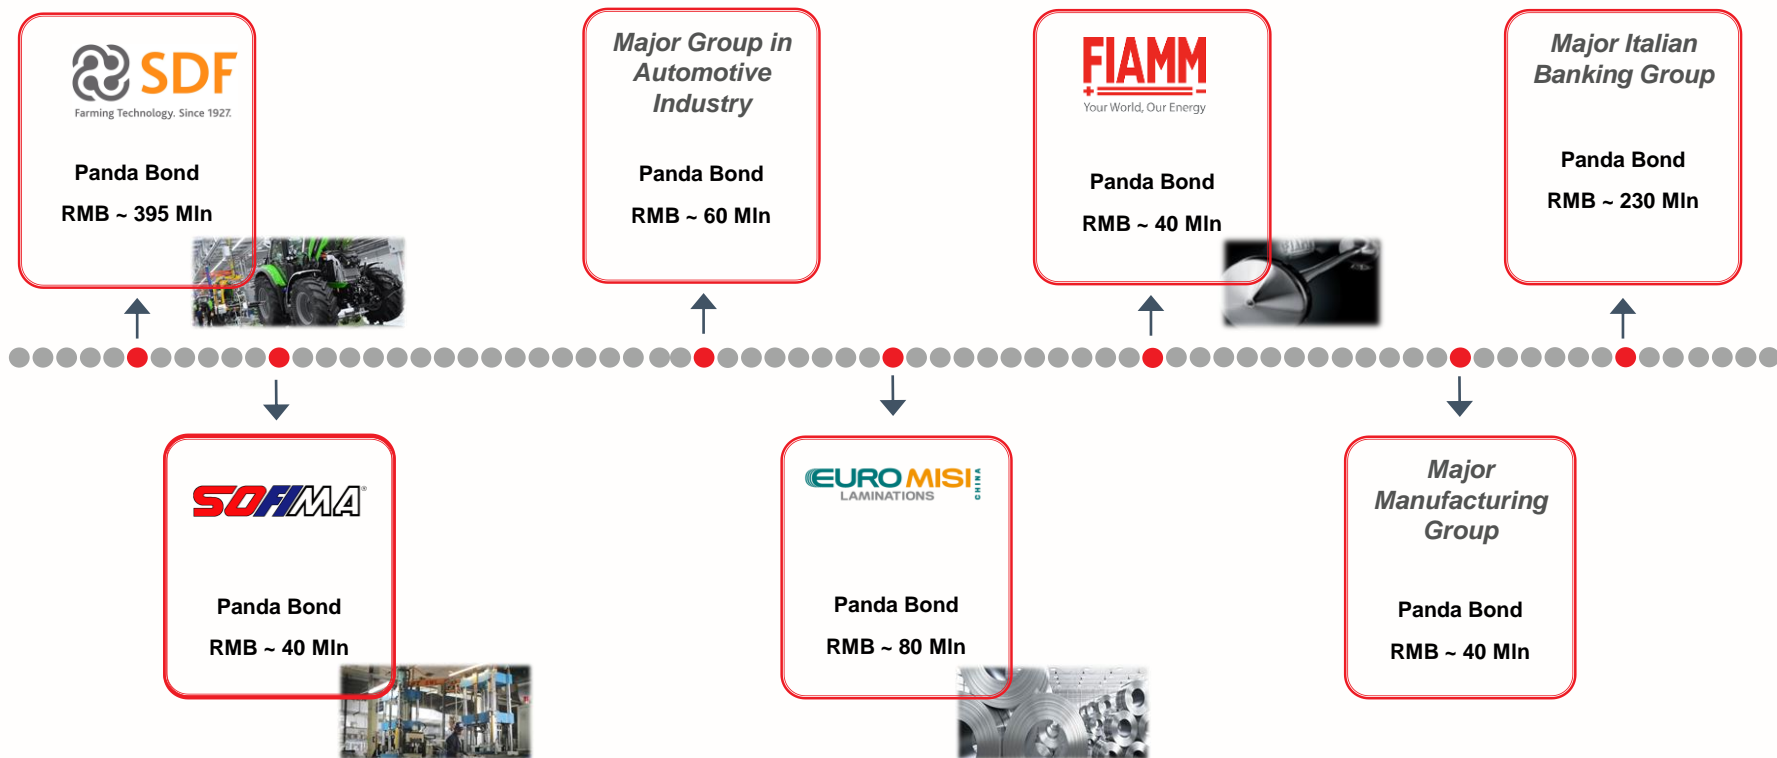 SDF
Farming Technology. Since 1927.
Panda Bond
RMB ~ 395 Mln
Major Group in
Automotive
Industry
Panda Bond
RMB ~ 60 Mln
FIAMM
Your World, Our Energy
Panda Bond
RMB ~ 40 Mln
Major Italian
Banking Group
Panda Bond
RMB ~ 230 Mln
SOFIMA®
Panda Bond
RMB ~ 40 Mln
EURO MISI CHINA
LAMINATIONS
Panda Bond
RMB ~ 80 Mln
Major
Manufacturing
Group
Panda Bond
RMB ~ 40 Mln